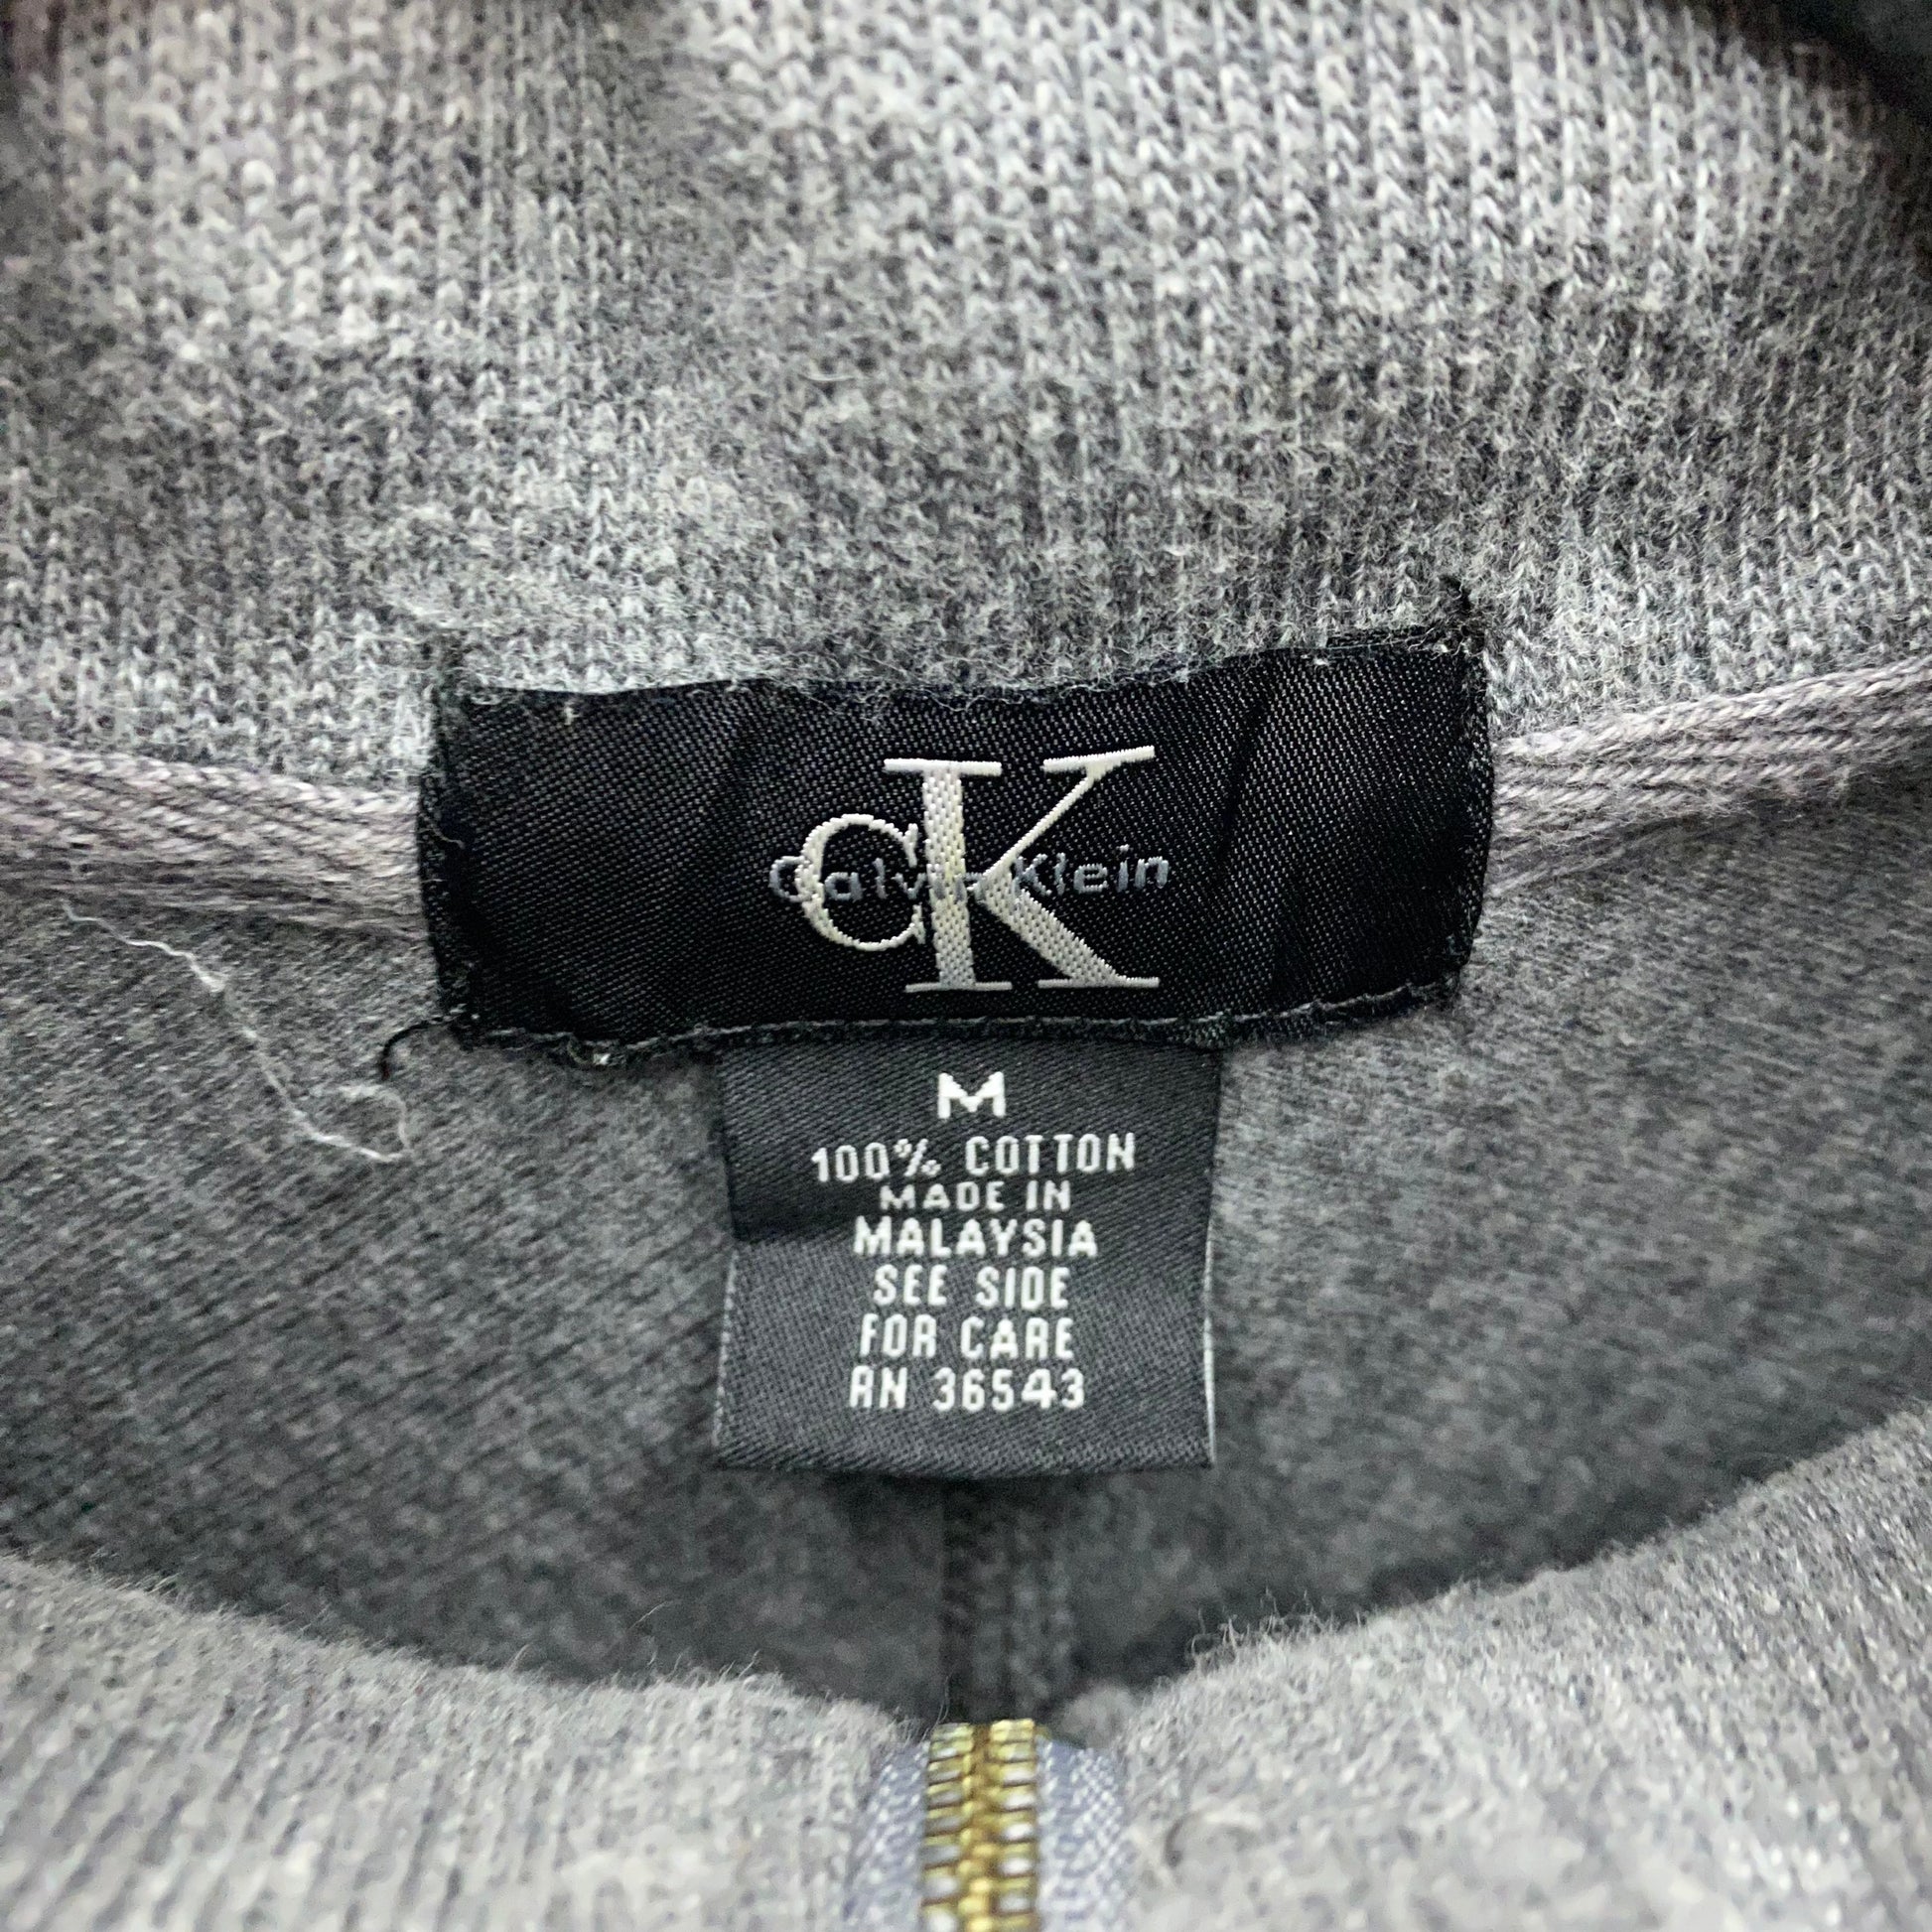 CK
Calvin Klein
M
100% COTTON
MADE IN
MALAYSIA
SEE SIDE
FOR CARE
RN 36543